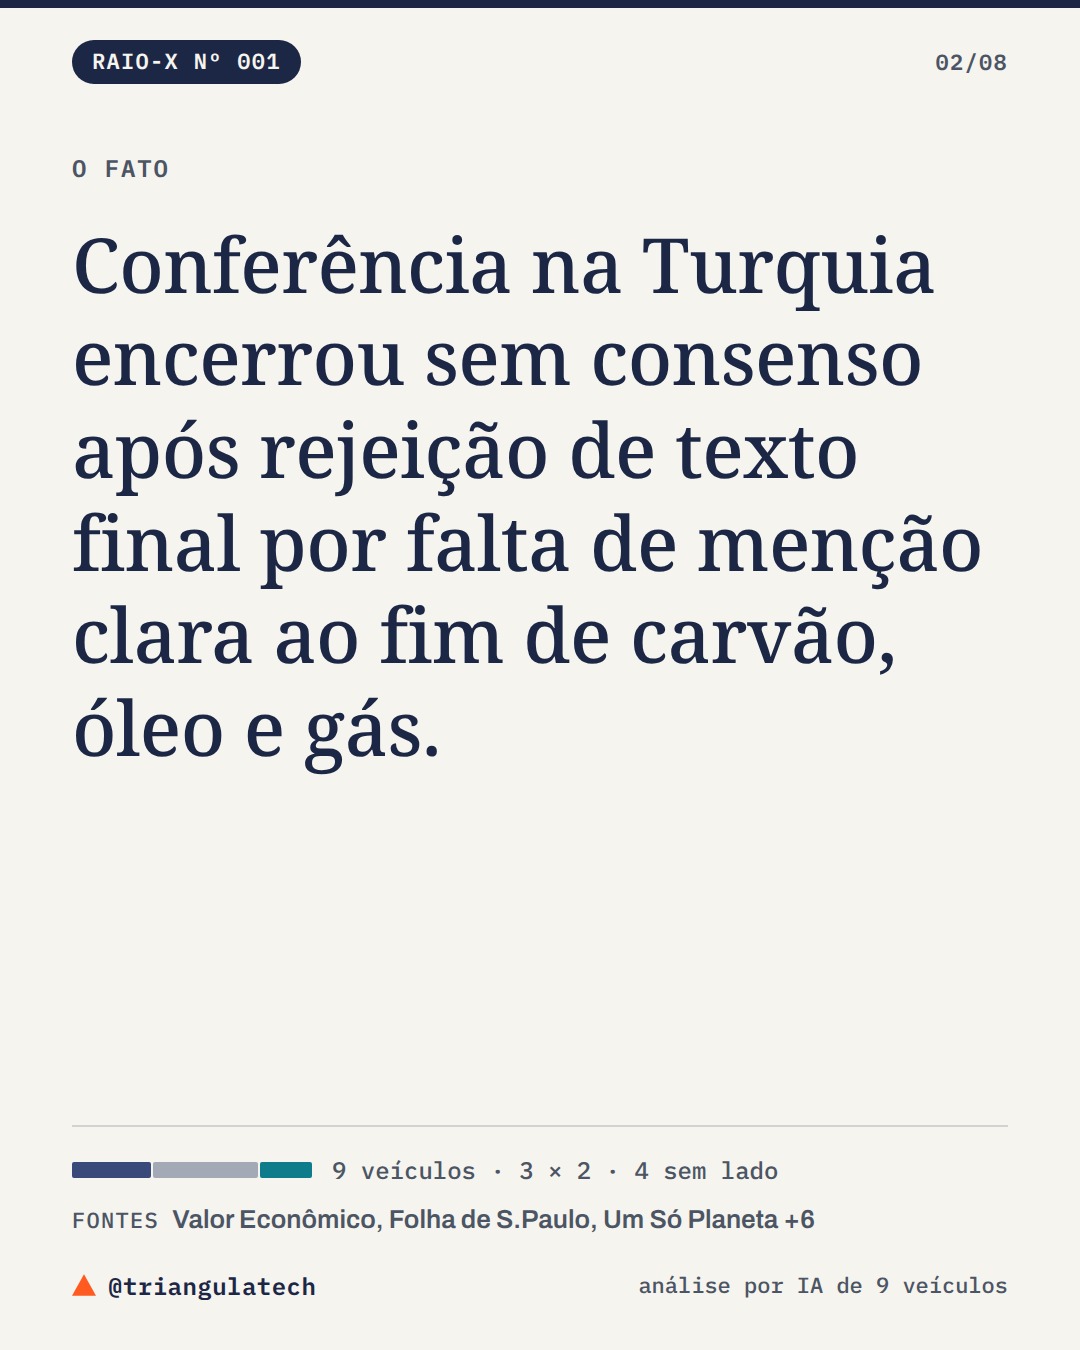 RAIO-X Nº 001
02/08
O FATO
Conferência na Turquia
encerrou sem consenso
após rejeição de texto
final por falta de menção
clara ao fim de carvão,
óleo e gás.
9 veículos · 3 × 2 · 4 sem lado
FONTES Valor Econômico, Folha de S.Paulo, Um Só Planeta +6
@triangulatech
análise por IA de 9 veículos